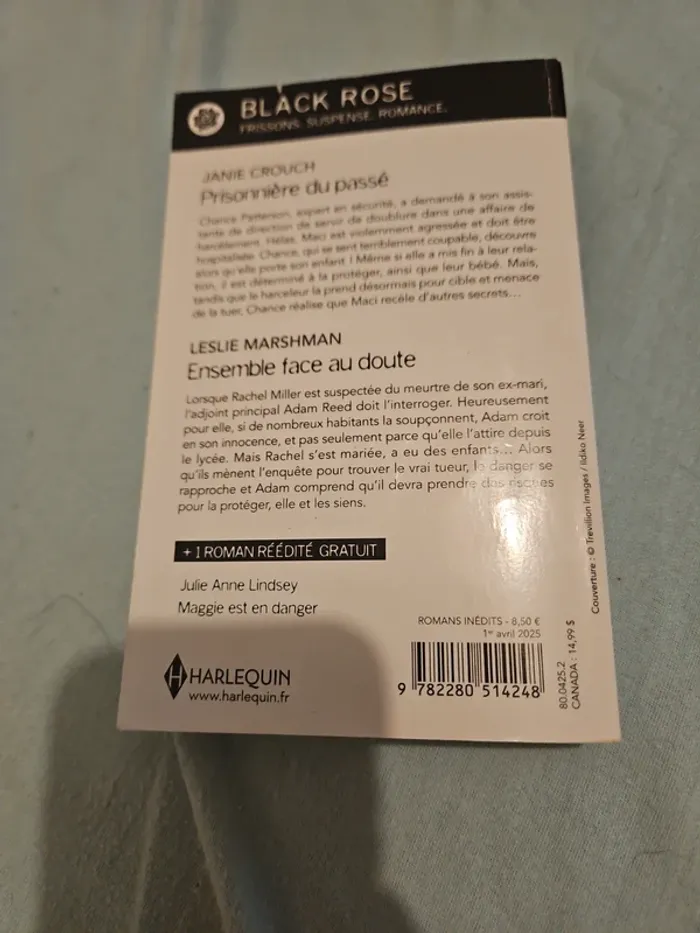 BLACK ROSE
FRISSONS. SUSPENSE. ROMANCE.
JANIE CROUCH
Prisonnière du passé
Chance Patterson, expert en sécurité, a demandé à son assis-
tante de direction de servir de doublure dans une affaire de
harcèlement. Hélas, Maci est violemment agressée et doit être
hospitalisée. Chance, qui se sent terriblement coupable, découvre
alors qu'elle porte son enfant ! Même si elle a mis fin à leur rela-
tion, il est déterminé à la protéger, ainsi que leur bébé. Mais,
tandis que le harceleur la prend désormais pour cible et menace
de la tuer, Chance réalise que Maci recèle d'autres secrets...
LESLIE MARSHMAN
Ensemble face au doute
Lorsque Rachel Miller est suspectée du meurtre de son ex-mari,
l'adjoint principal Adam Reed doit l'interroger. Heureusement
pour elle, si de nombreux habitants la soupçonnent, Adam croit
en son innocence, et pas seulement parce qu'elle l'attire depuis
le lycée. Mais Rachel s'est mariée, a eu des enfants... Alors
qu'ils mènent l'enquête pour trouver le vrai tueur, le danger se
rapproche et Adam comprend qu'il devra prendre des risques
pour la protéger, elle et les siens.
+ 1 ROMAN RÉÉDITÉ GRATUIT
Julie Anne Lindsey
Maggie est en danger
ROMANS INÉDITS - 8,50 €
1er avril 2025
H HARLEQUIN
www.harlequin.fr
9 782280 514248
80.0425.2
CANADA : 14,99 $
Couverture : © Trevillion Images / Ildiko Neer